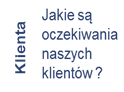 Klienta
Jakie są
oczekiwania
naszych
klientów ?